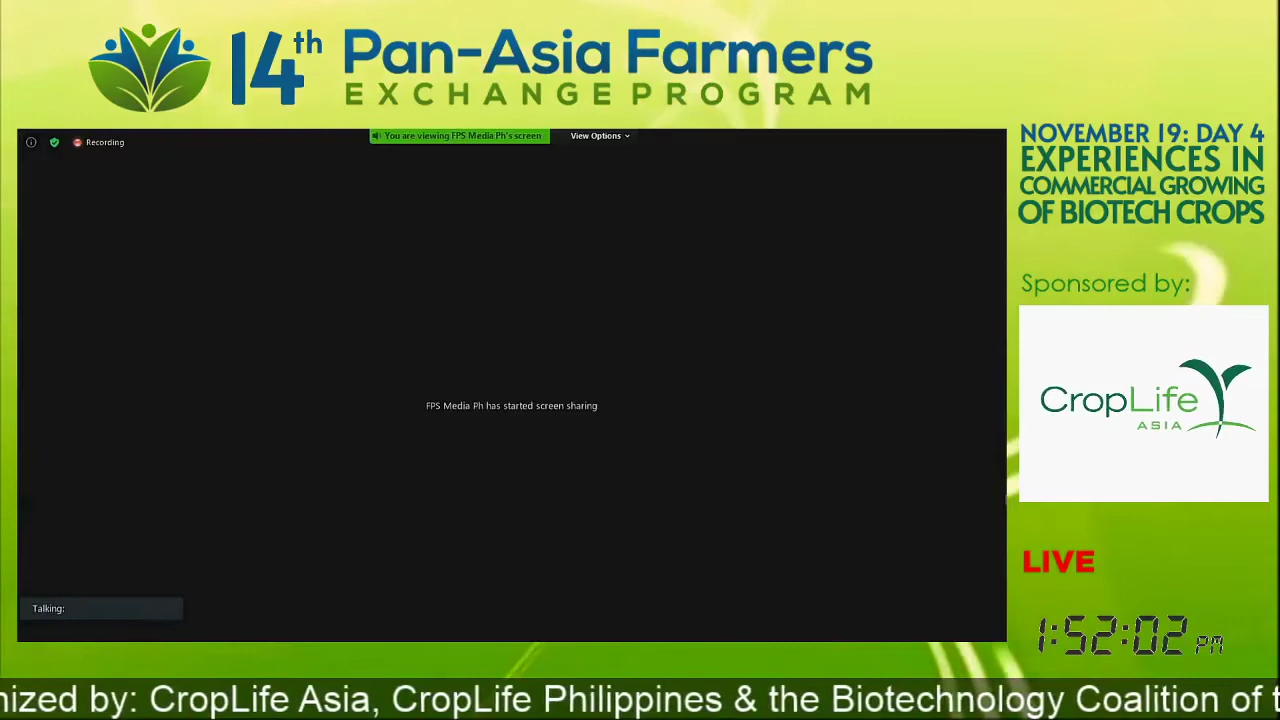 14th Pan-Asia Farmers
EXCHANGE PROGRAM
Recording
You are viewing FPS Media Ph's screen
View Options
NOVEMBER 19: DAY 4
EXPERIENCES IN
COMMERCIAL GROWING
OF BIOTECH CROPS
Sponsored by:
CropLife
ASIA
FPS Media Ph has started screen sharing
LIVE
Talking:
1:52:02 PM
nized by: CropLife Asia, CropLife Philippines & the Biotechnology Coalition of t